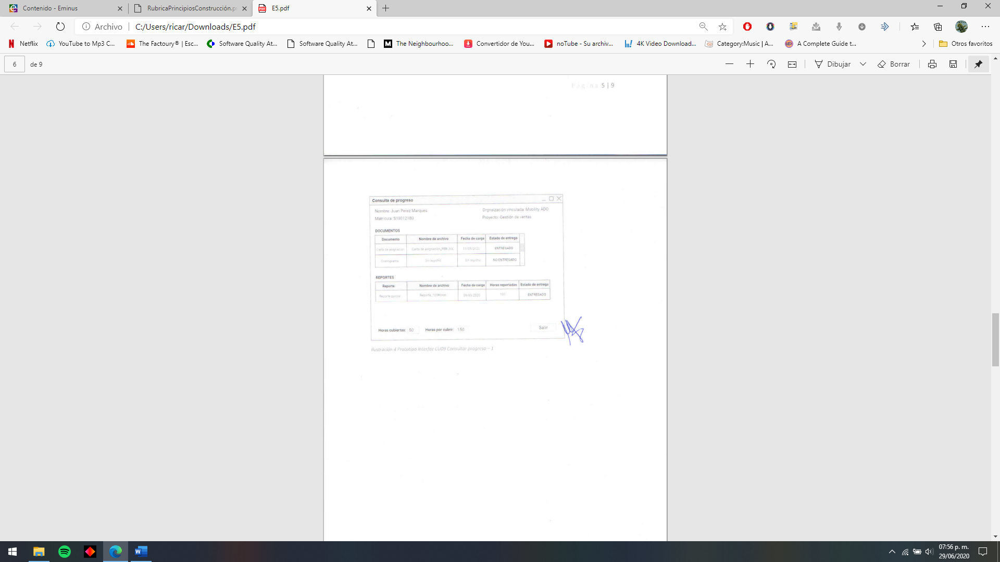 Contenido - Eminus
RubricaPrincipiosConstrucción.p
E5.pdf
Archivo
C:/Users/ricar/Downloads/E5.pdf
Netflix
YouTube to Mp3 C...
The Factoury® | Esc...
Software Quality At...
Software Quality At...
The Neighbourhoo...
Convertidor de You...
noTube - Su archiv...
4K Video Download...
Category:Music | A...
A Complete Guide t...
Otros favoritos
6 de 9
Dibujar
Borrar
Página 5 | 9
Consulta de progreso
Nombre: Juan Perez Marques
Orgnaización vinculada: Mobility ADO
Matricula: S18012180
Proyecto: Gestión de ventas
DOCUMENTOS
Documento Nombre de archivo Fecha de carga Estado de entrega
Carta de asignación Carta de asignación_FEB-JUL ENTREGADO
Cronograma Sin registro Sin registro NO ENTREGADO
REPORTES
Reporte Nombre de archivo Fecha de carga Horas reportadas Estado de entrega
Reporte parcial Reporte_100Horas 100 ENTREGADO
Horas cubiertas: 50 Horas por cubrir: 150 Salir
Ilustración 4 Prototipo interfaz CU09 Consultar progreso – 1
07:56 p. m.
29/06/2020